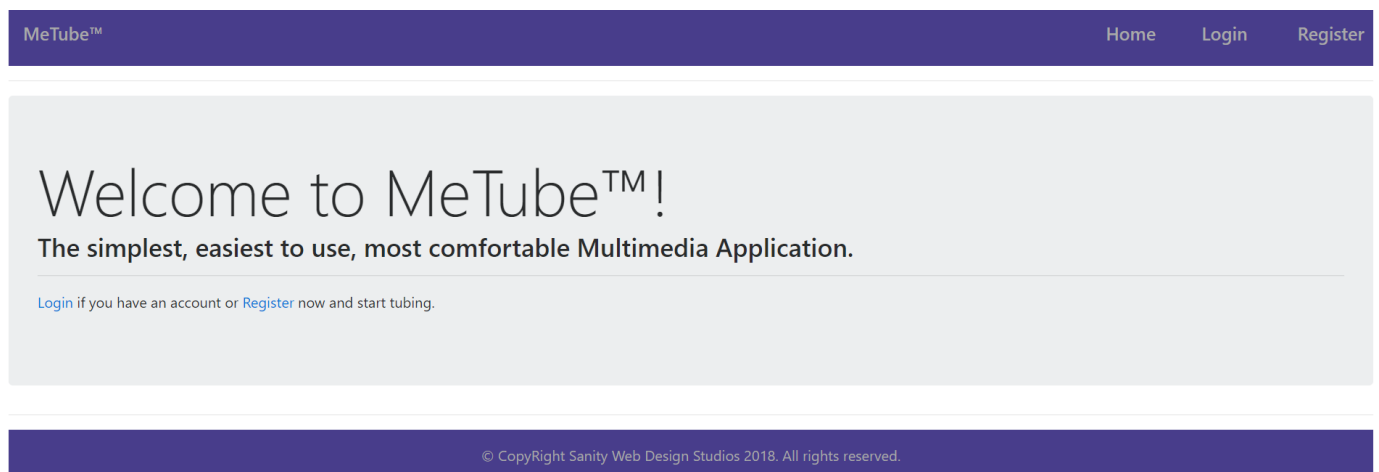 MeTube™ Home Login Register
Welcome to MeTube™!
The simplest, easiest to use, most comfortable Multimedia Application.
Login if you have an account or Register now and start tubing.
© CopyRight Sanity Web Design Studios 2018. All rights reserved.